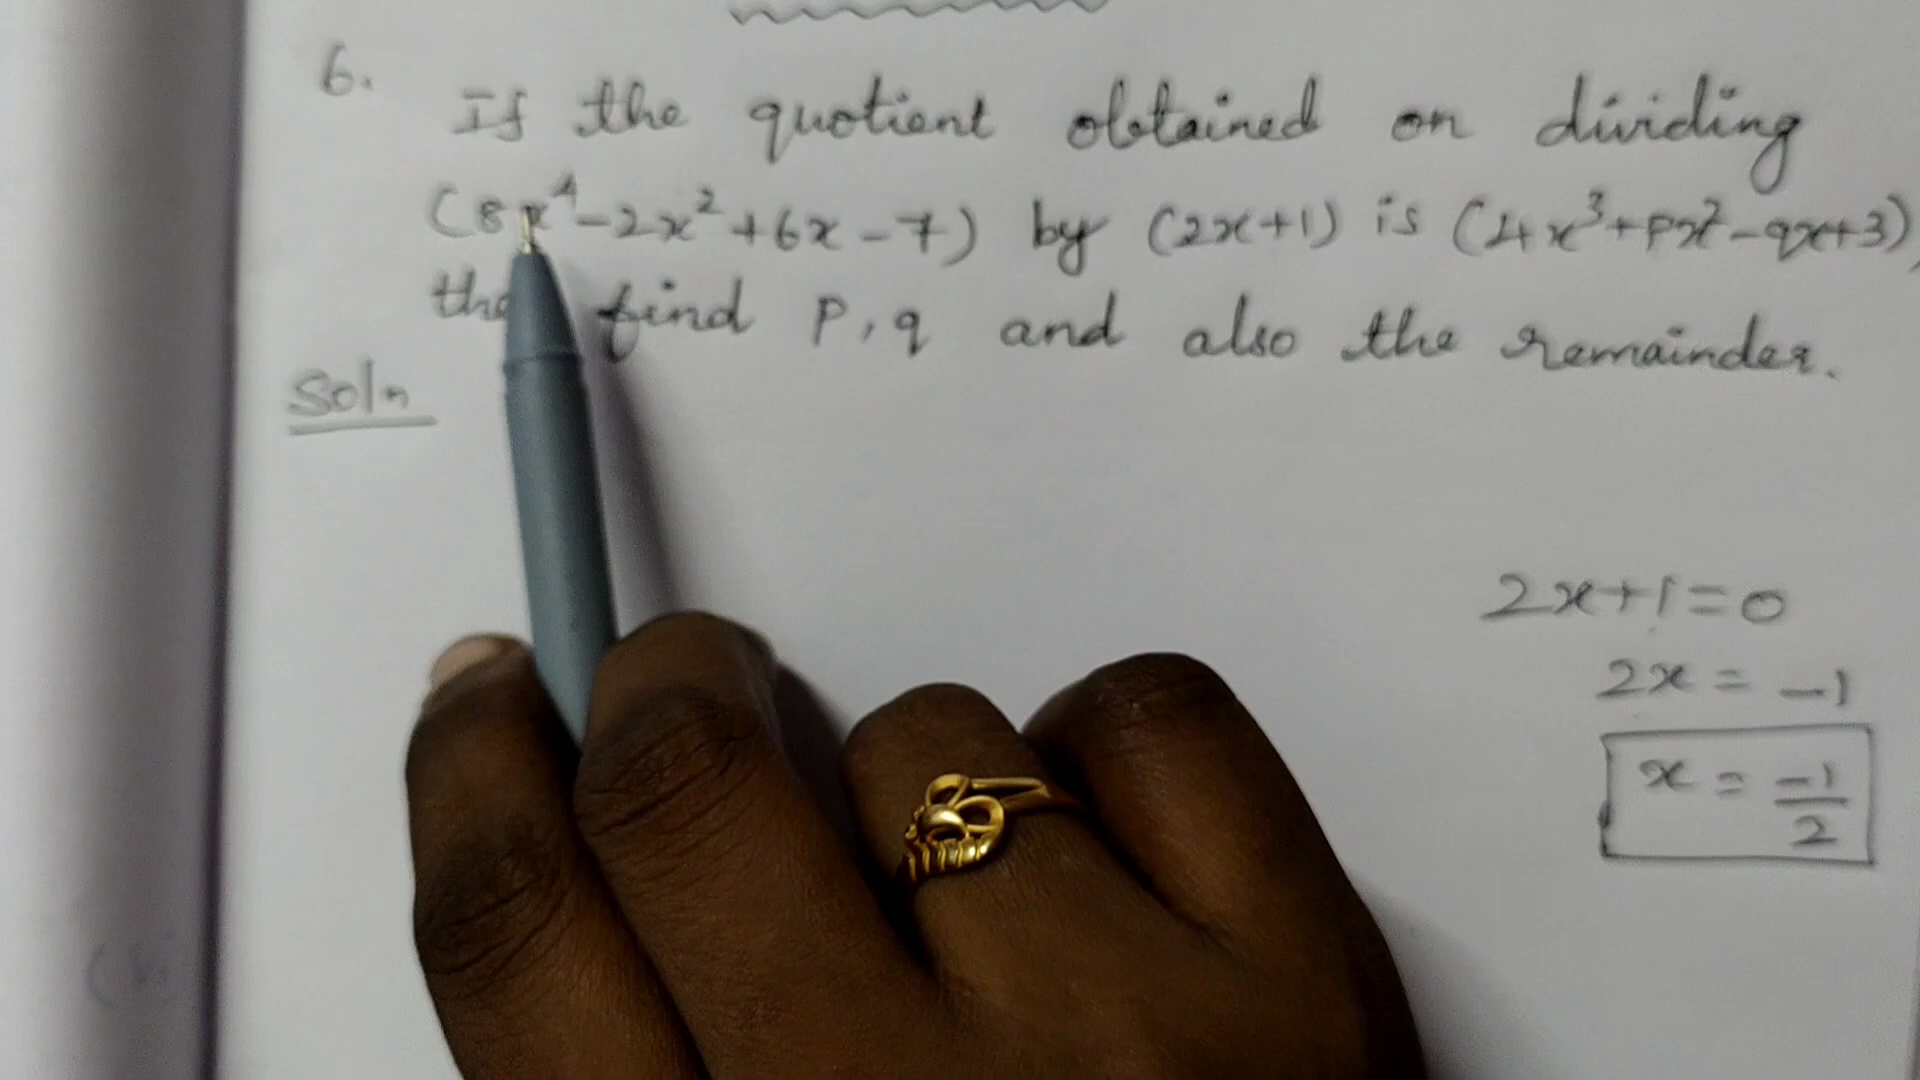 6.
If the quotient obtained on dividing
(8x⁴-2x²+6x-7) by (2x+1) is (4x³+px²-qx+3),
find p,q and also the remainder.
Soln
2x+1=0
2x = -1
x = -1/2